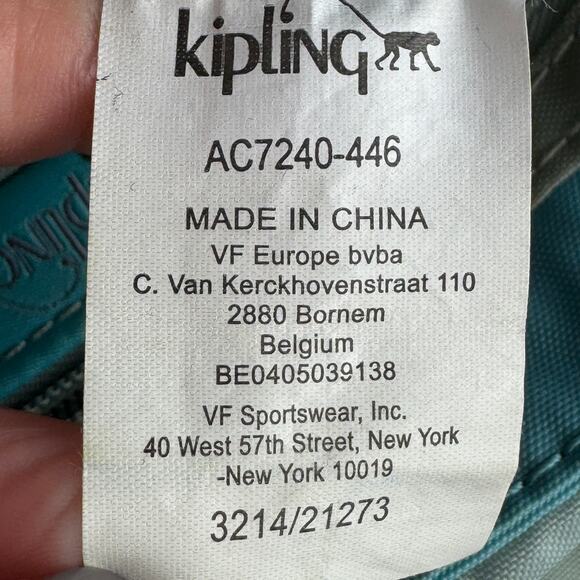 kipling
AC7240-446
MADE IN CHINA
VF Europe bvba
C. Van Kerckhovenstraat 110
2880 Bornem
Belgium
BE0405039138
VF Sportswear, Inc.
40 West 57th Street, New York
-New York 10019
3214/21273